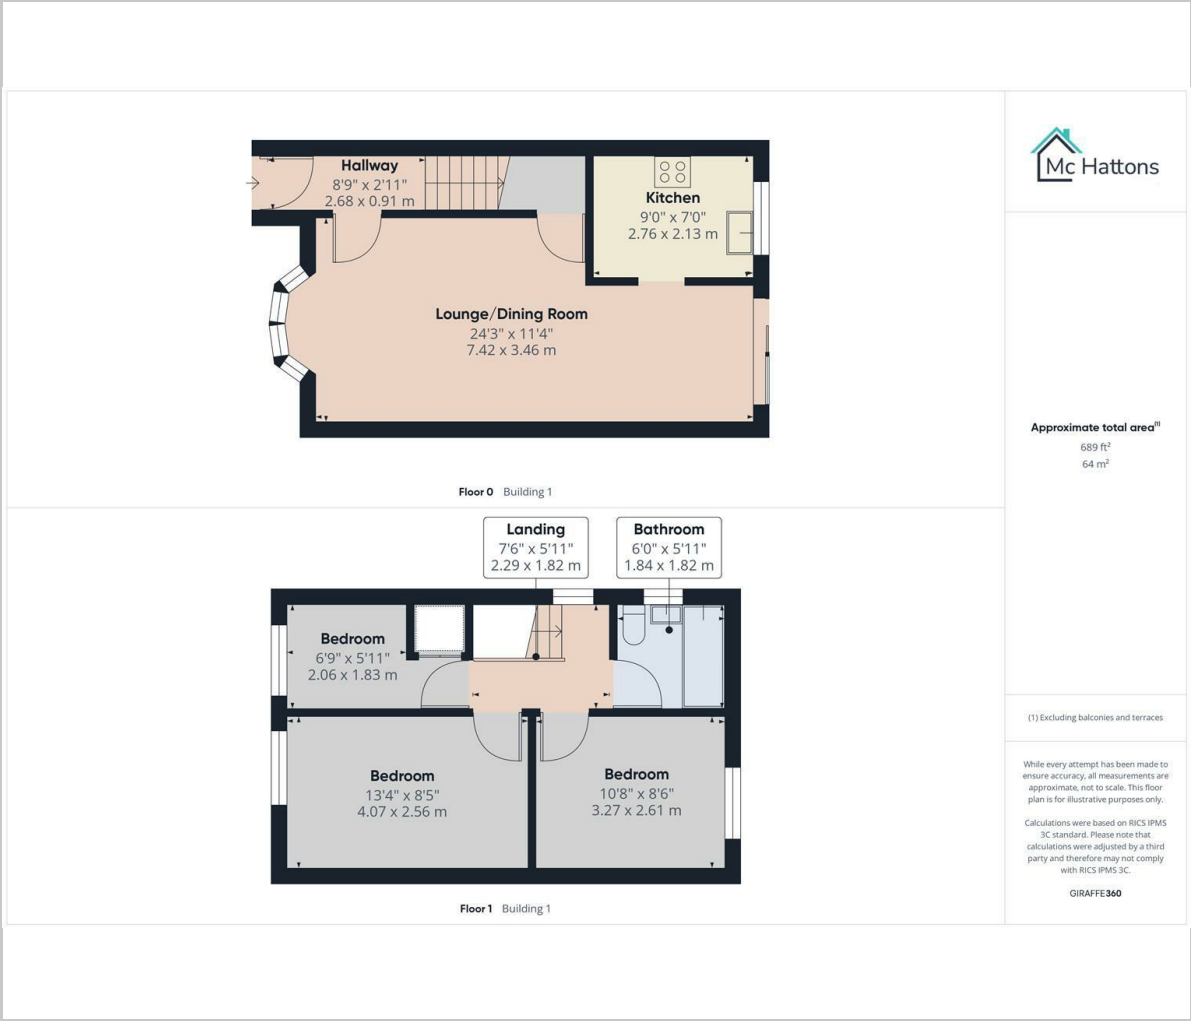 Hallway
8'9" x 2'11"
2.68 x 0.91 m
Kitchen
9'0" x 7'0"
2.76 x 2.13 m
Lounge/Dining Room
24'3" x 11'4"
7.42 x 3.46 m
Floor 0 Building 1
Landing
7'6" x 5'11"
2.29 x 1.82 m
Bathroom
6'0" x 5'11"
1.84 x 1.82 m
Bedroom
6'9" x 5'11"
2.06 x 1.83 m
Bedroom
13'4" x 8'5"
4.07 x 2.56 m
Bedroom
10'8" x 8'6"
3.27 x 2.61 m
Floor 1 Building 1
Mc Hattons
Approximate total area(1)
689 ft²
64 m²
(1) Excluding balconies and terraces
While every attempt has been made to
ensure accuracy, all measurements are
approximate, not to scale. This floor
plan is for illustrative purposes only.
Calculations were based on RICS IPMS
3C standard. Please note that
calculations were adjusted by a third
party and therefore may not comply
with RICS IPMS 3C.
GIRAFFE360